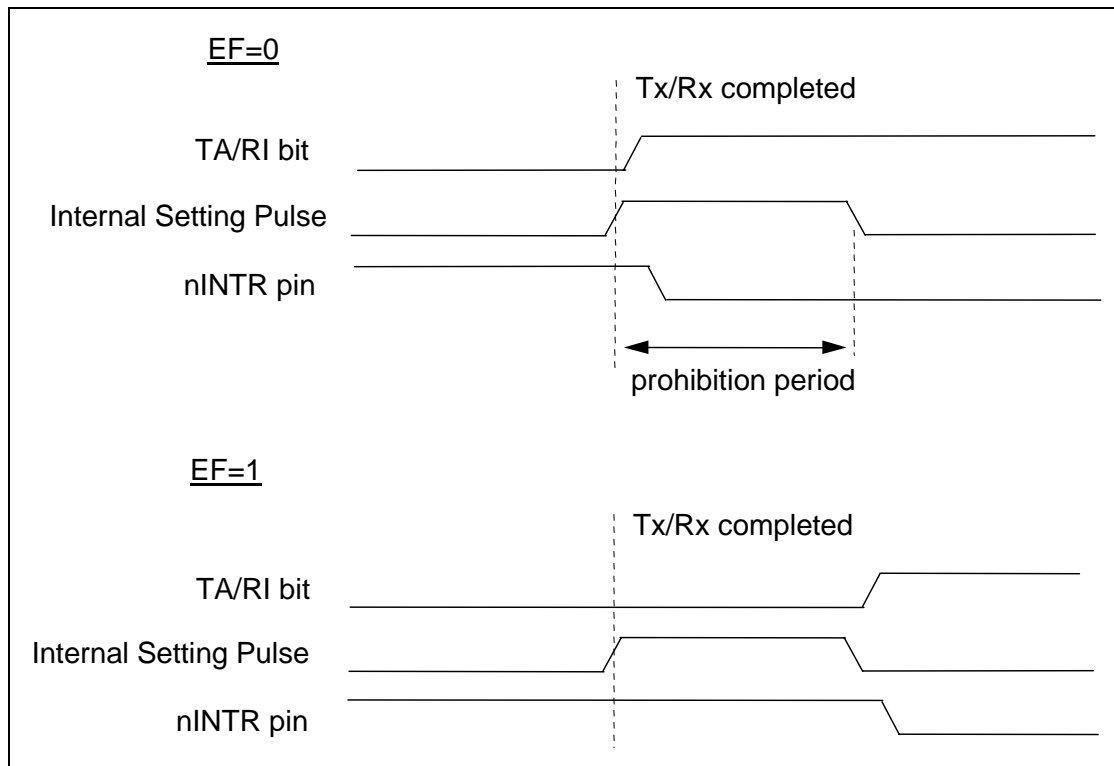 EF=0
Tx/Rx completed
TA/RI bit
Internal Setting Pulse
nINTR pin
prohibition period
EF=1
Tx/Rx completed
TA/RI bit
Internal Setting Pulse
nINTR pin